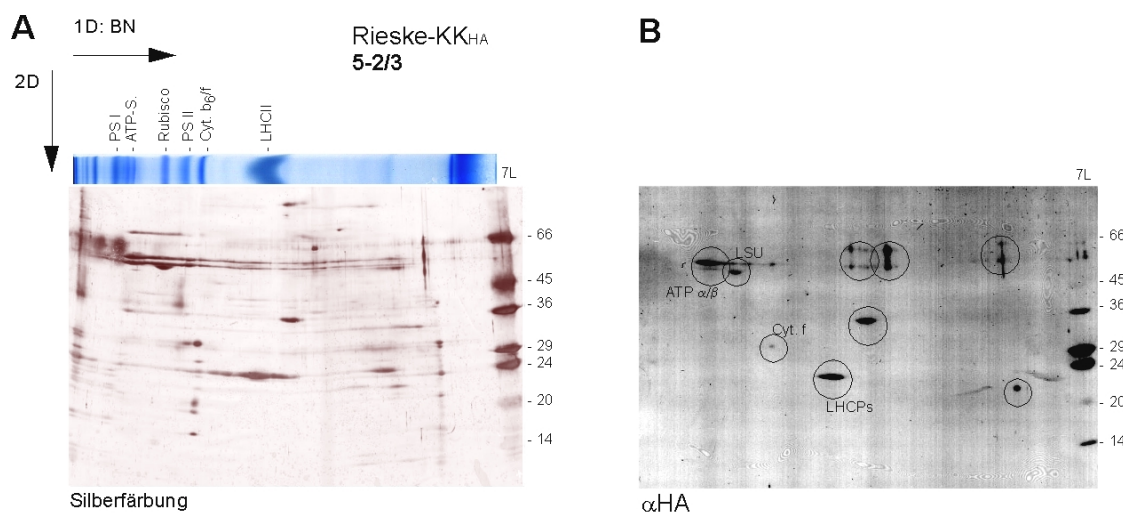 A
1D: BN
2D
Rieske-KKHA
5-2/3
- PS I
- ATP-S.
- Rubisco
- PS II
- Cyt. b6/f
- LHCII
7L
- 66
- 45
- 36
- 29
- 24
- 20
- 14
Silberfärbung
B
7L
LSU
ATP α/β
Cyt. f
LHCPs
66 -
45 -
36 -
29 -
24 -
20 -
14 -
αHA